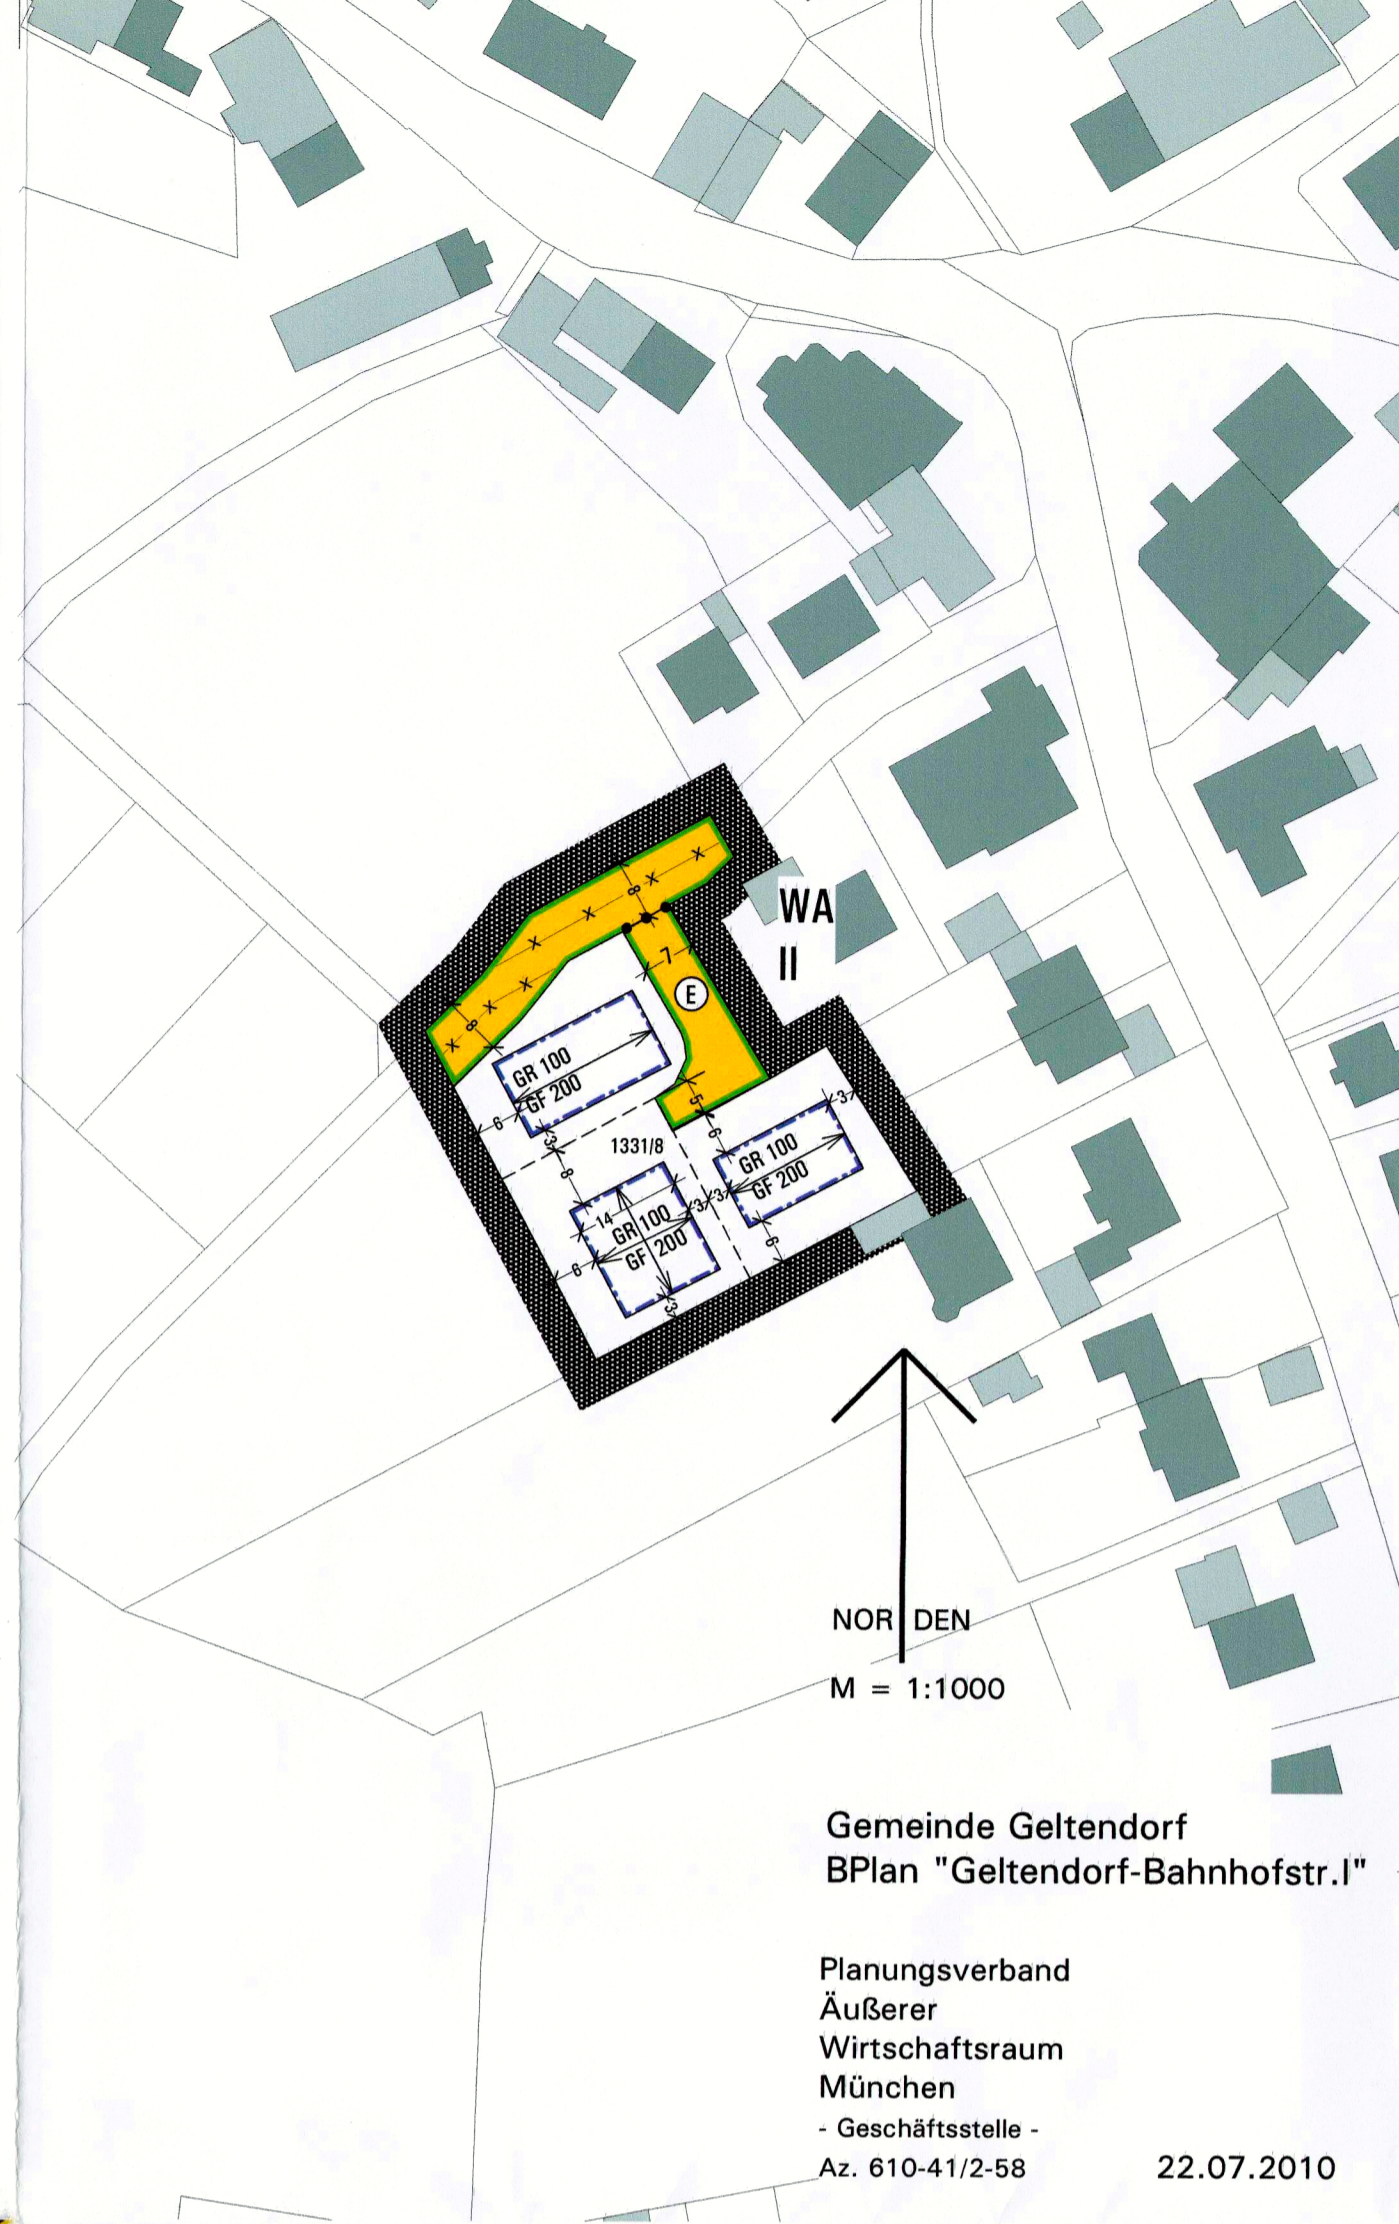 WA
II
8
7
E
8
GR 100
GF 200
6
3
5
6
3
1331/8
8
GR 100
GF 200
14
GR 100
GF 200
3
3
6
6
3
NORDEN
M = 1:1000
Gemeinde Geltendorf
BPlan "Geltendorf-Bahnhofstr.I"
Planungsverband
Äußerer
Wirtschaftsraum
München
- Geschäftsstelle -
Az. 610-41/2-58
22.07.2010